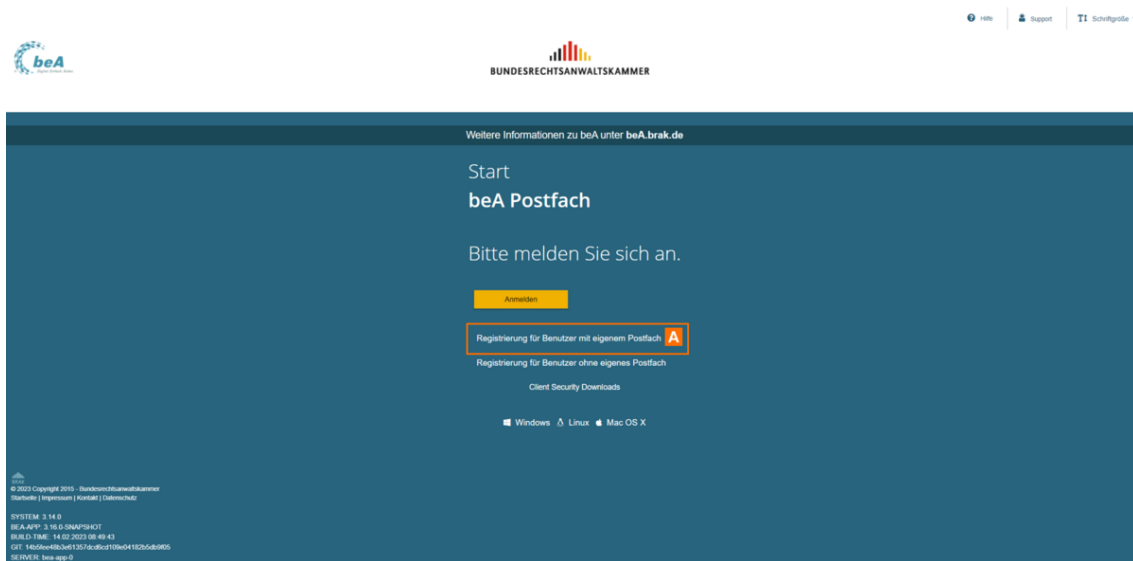 Hilfe
Support
Schriftgröße
beA
BUNDESRECHTSANWALTSKAMMER
Weitere Informationen zu beA unter beA.brak.de
Start
beA Postfach
Bitte melden Sie sich an.
Anmelden
Registrierung für Benutzer mit eigenem Postfach A
Registrierung für Benutzer ohne eigenes Postfach
Client Security Downloads
Windows Linux Mac OS X
BRAK
© 2023 Copyright 2015 - Bundesrechtsanwaltskammer
Startseite | Impressum | Kontakt | Datenschutz
SYSTEM: 3.14.0
BEA-APP: 3.16.0-SNAPSHOT
BUILD-TIME: 14.02.2023 08:49:43
GIT:
SERVER: bea-app-0